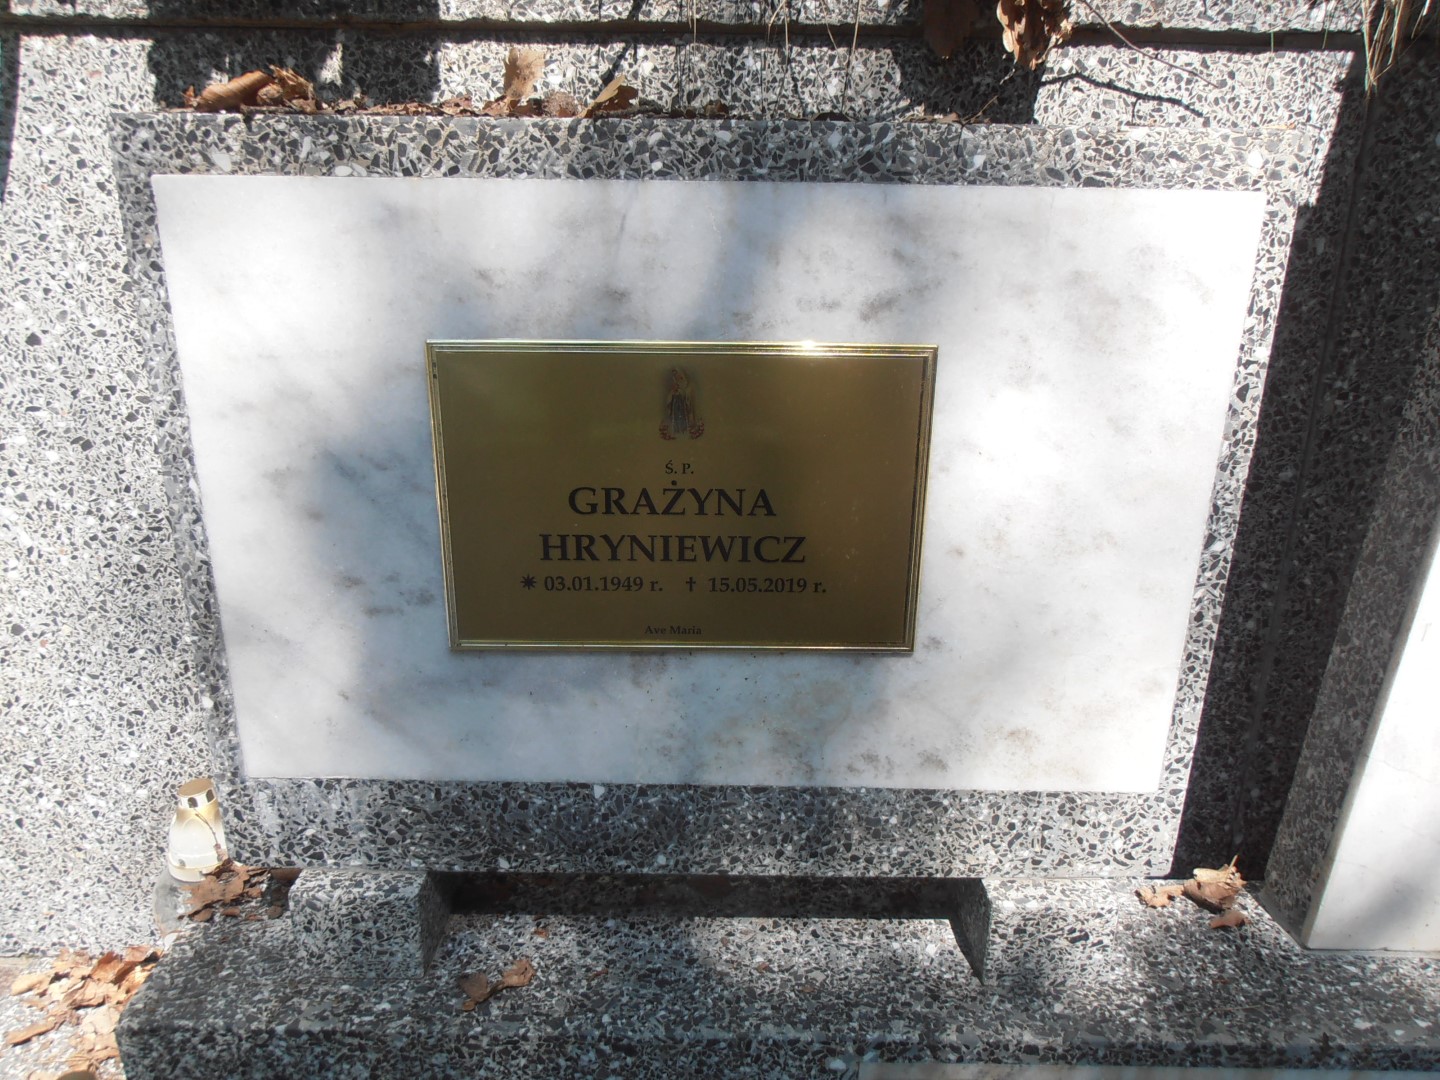 Ś. P.
GRAŻYNA
HRYNIEWICZ
✷ 03.01.1949 r. ✝ 15.05.2019 r.
Ave Maria